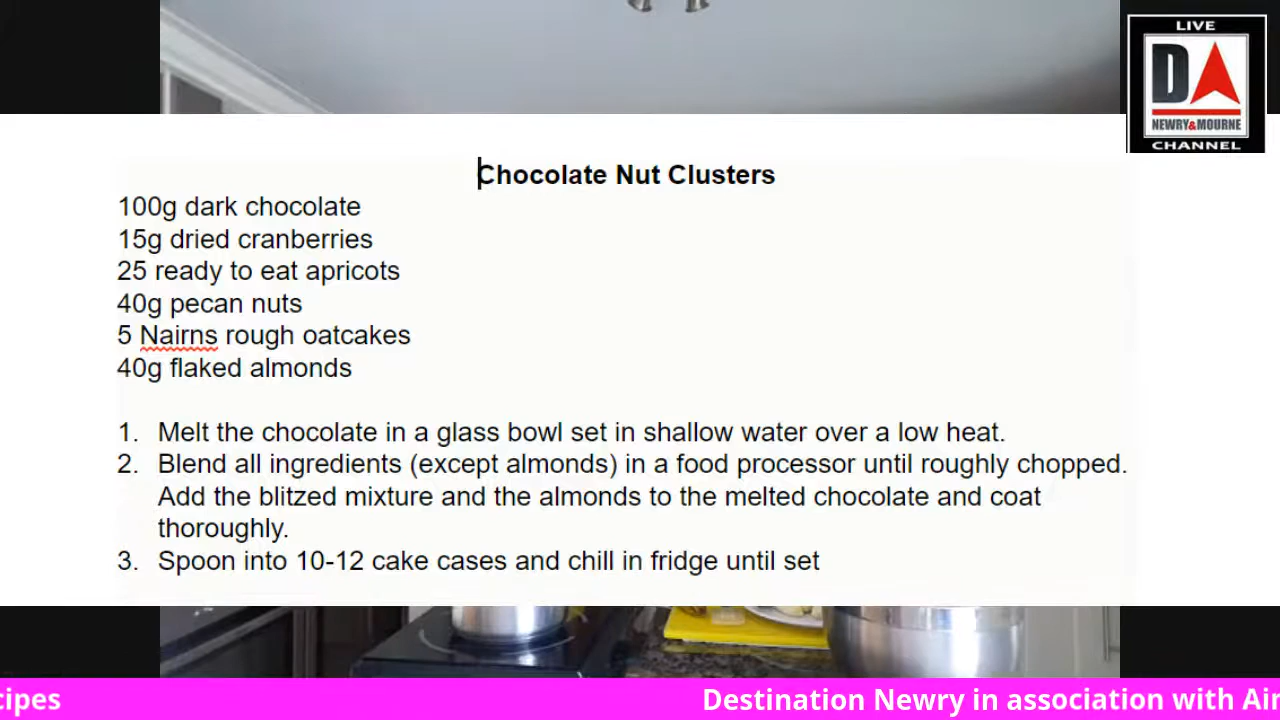 LIVE
DA
NEWRY&MOURNE
CHANNEL
Chocolate Nut Clusters
100g dark chocolate
15g dried cranberries
25 ready to eat apricots
40g pecan nuts
5 Nairns rough oatcakes
40g flaked almonds
1. Melt the chocolate in a glass bowl set in shallow water over a low heat.
2. Blend all ingredients (except almonds) in a food processor until roughly chopped.
Add the blitzed mixture and the almonds to the melted chocolate and coat
thoroughly.
3. Spoon into 10-12 cake cases and chill in fridge until set
cipes
Destination Newry in association with Air